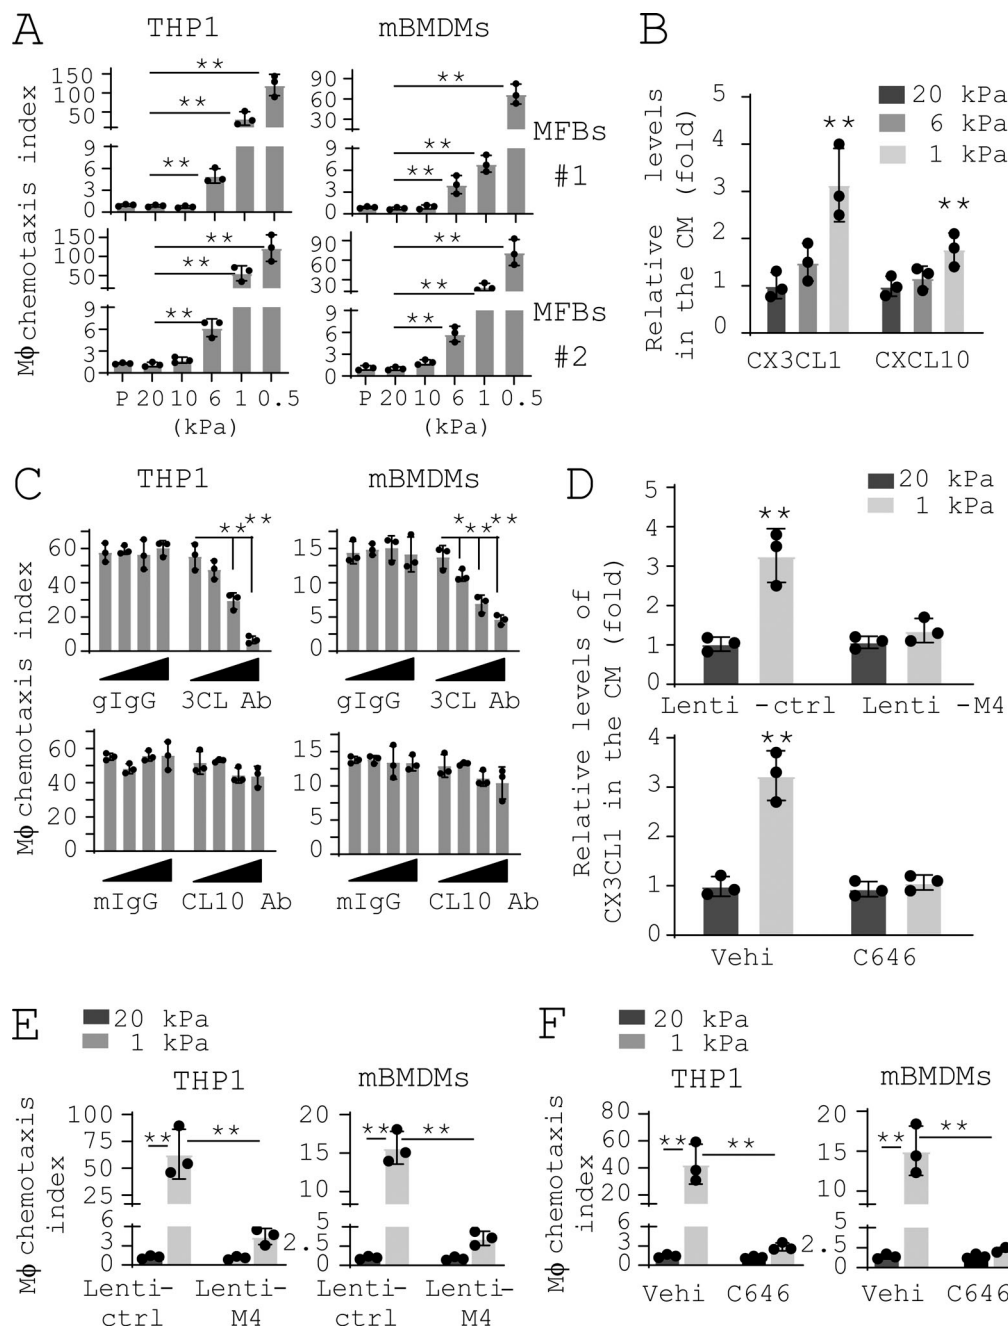 A
THP1
mBMDMs
Mϕ chemotaxis index
150
100
50
9
6
3
0
**
**
**
90
60
30
9
6
3
0
**
**
**
MFBs
#1
150
100
50
9
6
3
0
**
**
**
90
60
30
9
6
3
0
**
**
**
MFBs
#2
P 20 10 6 1 0.5
(kPa)
P 20 10 6 1 0.5
(kPa)
B
20 kPa
6 kPa
1 kPa
Relative levels
in the CM (fold)
5
4
3
2
1
0
**
**
CX3CL1
CXCL10
C
THP1
mBMDMs
Mϕ chemotaxis index
60
40
20
0
** **
gIgG
3CL Ab
15
10
5
0
* ** **
gIgG
3CL Ab
60
40
20
0
mIgG
CL10 Ab
15
10
5
0
mIgG
CL10 Ab
D
20 kPa
1 kPa
Relative levels of
CX3CL1 in the CM (fold)
5
4
3
2
1
0
**
Lenti -ctrl
Lenti -M4
4
3
2
1
0
**
Vehi
C646
E
20 kPa
1 kPa
THP1
mBMDMs
Mϕ chemotaxis
index
100
75
50
25
6
3
0
**
**
Lenti-
ctrl
Lenti-
M4
20
15
10
5
2.5
0
**
**
Lenti-
ctrl
Lenti-
M4
F
20 kPa
1 kPa
THP1
mBMDMs
Mϕ chemotaxis
index
80
60
40
20
6
3
0
**
**
Vehi
C646
20
15
10
5
2.5
0
**
**
Vehi
C646